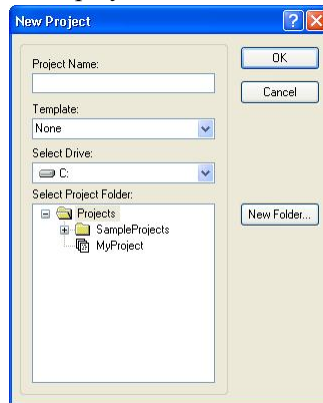 New Project
Project Name:
OK
Cancel
Template:
None
Select Drive:
C:
Select Project Folder:
Projects
SampleProjects
MyProject
New Folder...